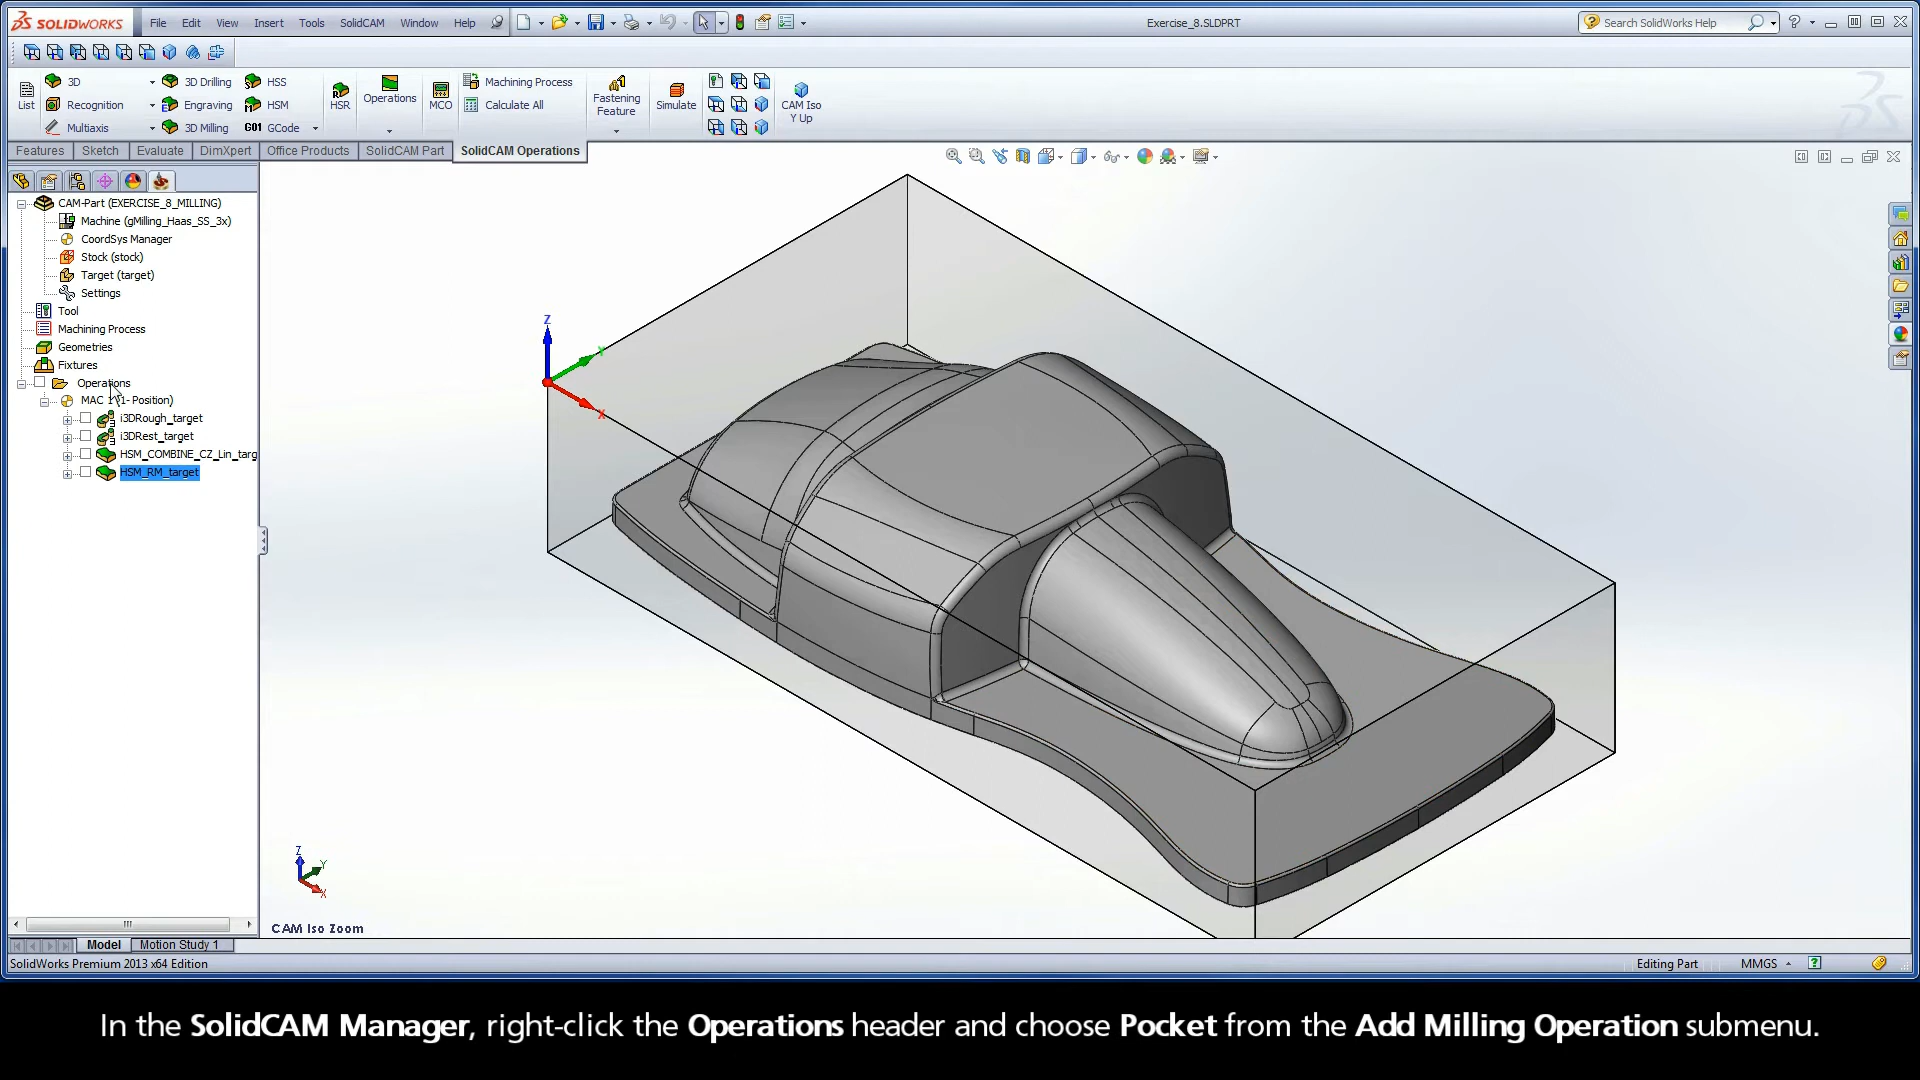 SOLIDWORKS File Edit View Insert Tools SolidCAM Window Help Exercise_8.SLDPRT Search SolidWorks Help
3D 3D Drilling HSS Machining Process
List Recognition Engraving HSM HSR Operations MCO Calculate All Fastening Feature Simulate CAM Iso Y Up
Multiaxis 3D Milling G01 GCode
Features Sketch Evaluate DimXpert Office Products SolidCAM Part SolidCAM Operations
CAM-Part (EXERCISE_8_MILLING)
Machine (gMilling_Haas_SS_3x)
CoordSys Manager
Stock (stock)
Target (target)
Settings
Tool
Machining Process
Geometries
Fixtures
Operations
MAC 1 (1- Position)
i3DRough_target
i3DRest_target
HSM_COMBINE_CZ_Lin_targ
HSM_RM_target
Z
X
Z
Y
X
CAM Iso Zoom
Model Motion Study 1
SolidWorks Premium 2013 x64 Edition Editing Part MMGS
In the SolidCAM Manager, right-click the Operations header and choose Pocket from the Add Milling Operation submenu.